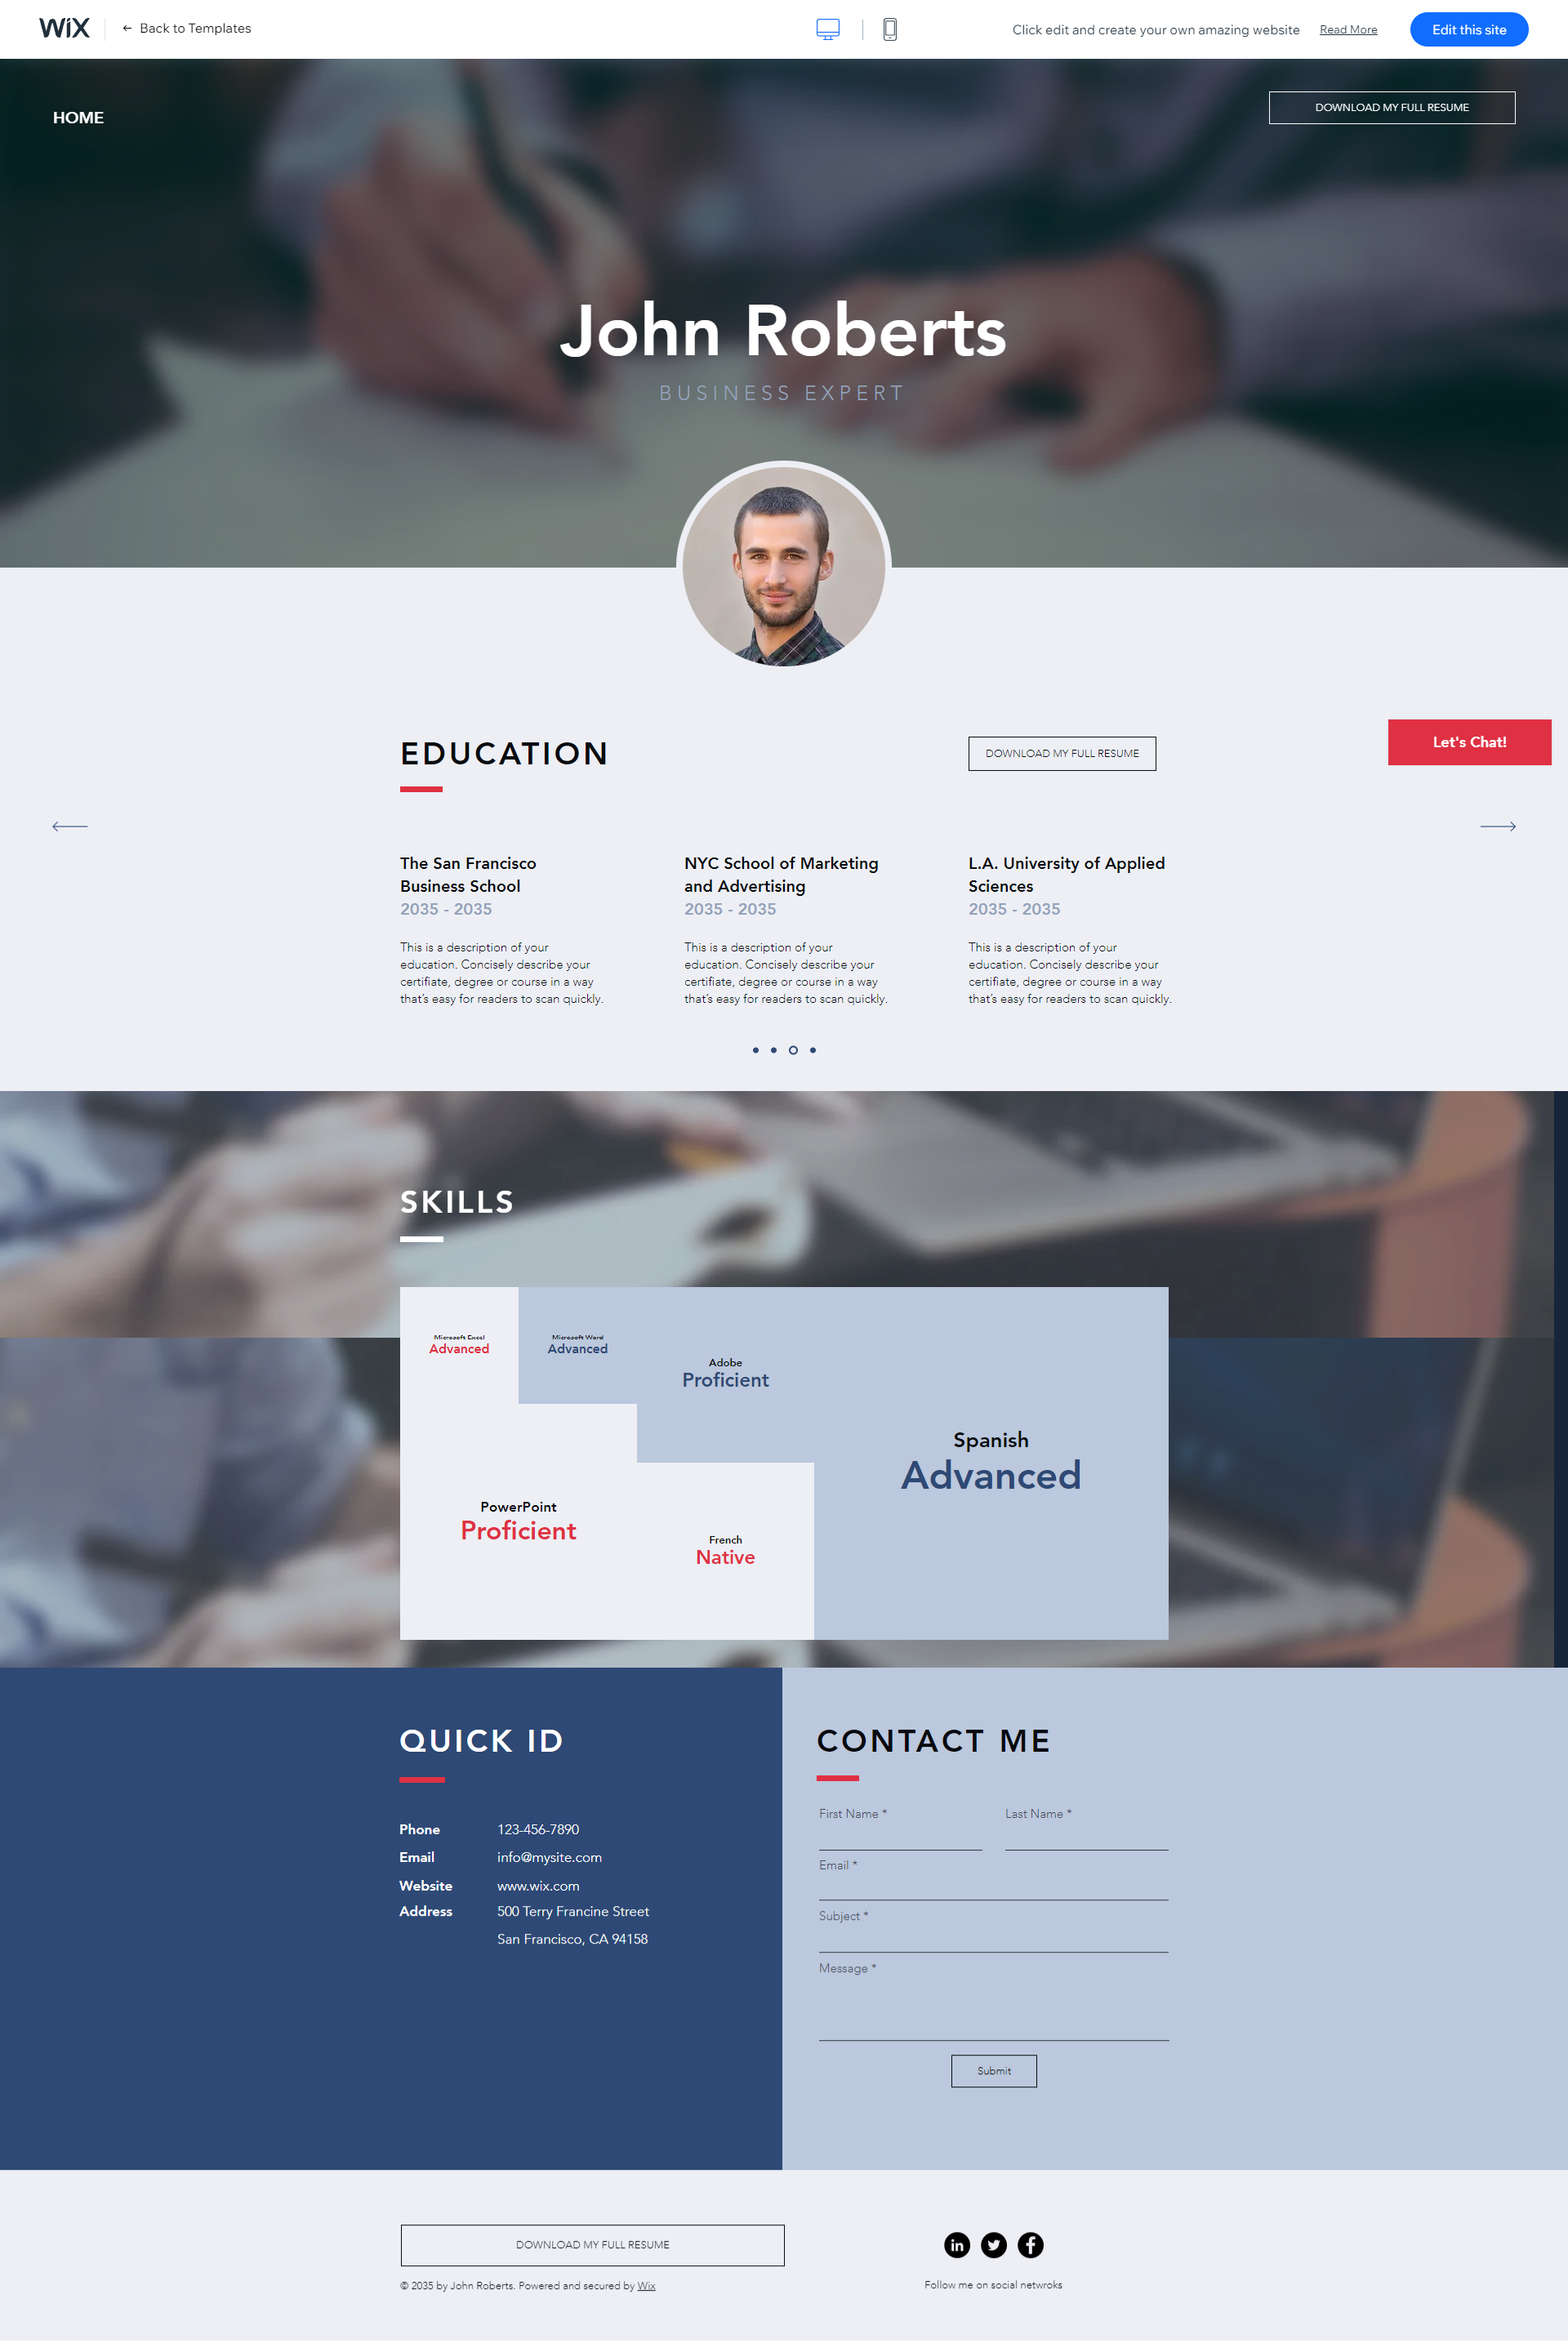 WiX
← Back to Templates
Click edit and create your own amazing website
Read More
Edit this site
HOME
DOWNLOAD MY FULL RESUME
John Roberts
BUSINESS EXPERT
EDUCATION
DOWNLOAD MY FULL RESUME
Let's Chat!
The San Francisco
Business School
2035 - 2035
This is a description of your
education. Concisely describe your
certifiate, degree or course in a way
that's easy for readers to scan quickly.
NYC School of Marketing
and Advertising
2035 - 2035
This is a description of your
education. Concisely describe your
certifiate, degree or course in a way
that's easy for readers to scan quickly.
L.A. University of Applied
Sciences
2035 - 2035
This is a description of your
education. Concisely describe your
certifiate, degree or course in a way
that's easy for readers to scan quickly.
SKILLS
Microsoft Excel
Advanced
Microsoft Word
Advanced
Adobe
Proficient
Spanish
Advanced
PowerPoint
Proficient
French
Native
QUICK ID
Phone 123-456-7890
Email info@mysite.com
Website www.wix.com
Address 500 Terry Francine Street
San Francisco, CA 94158
CONTACT ME
First Name * Last Name *
Email *
Subject *
Message *
Submit
DOWNLOAD MY FULL RESUME
© 2035 by John Roberts. Powered and secured by Wix
in
Follow me on social netwroks